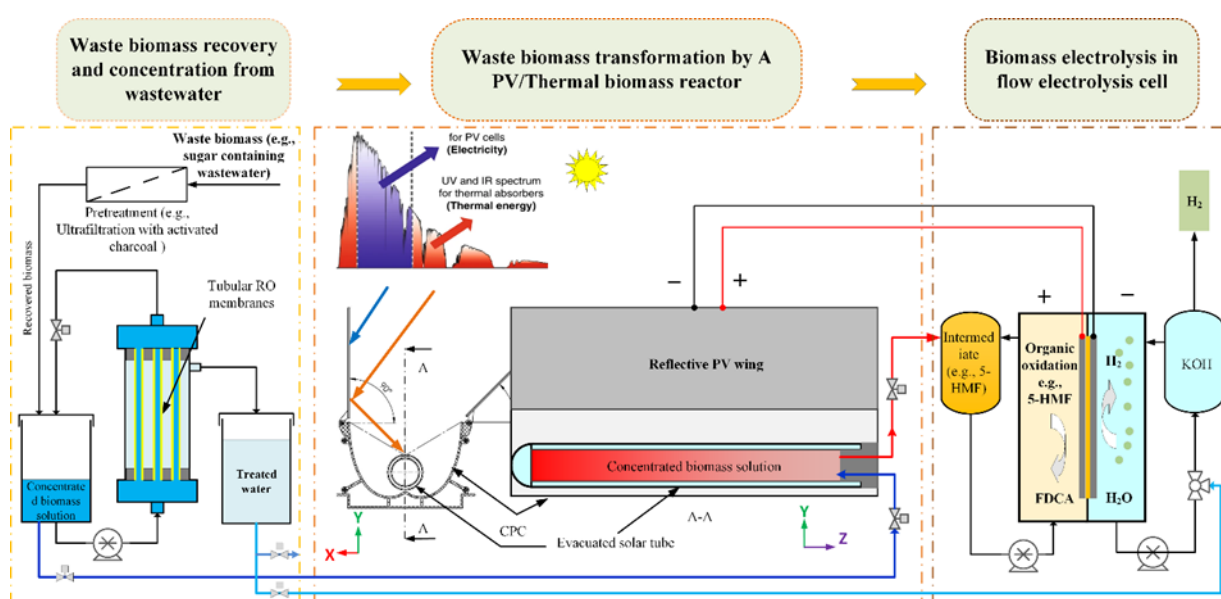 Waste biomass recovery
and concentration from
wastewater
Waste biomass transformation by A
PV/Thermal biomass reactor
Biomass electrolysis in
flow electrolysis cell
Waste biomass (e.g.,
sugar containing
wastewater)
Pretreatment (e.g.,
Ultrafiltration with activated
charcoal )
Recovered biomass
Tubular RO
membranes
Concentrate
d biomass
solution
Treated
water
for PV cells
(Electricity)
UV and IR spectrum
for thermal absorbers
(Thermal energy)
90°
A
A
CPC
Y
X
Reflective PV wing
Concentrated biomass solution
Evacuated solar tube
A-A
Y
Z
− +
H2
+ −
Intermed
iate
(e.g., 5-
HMF)
Organic
oxidation
e.g.,
5-HMF
FDCA
H2
H2O
KOH